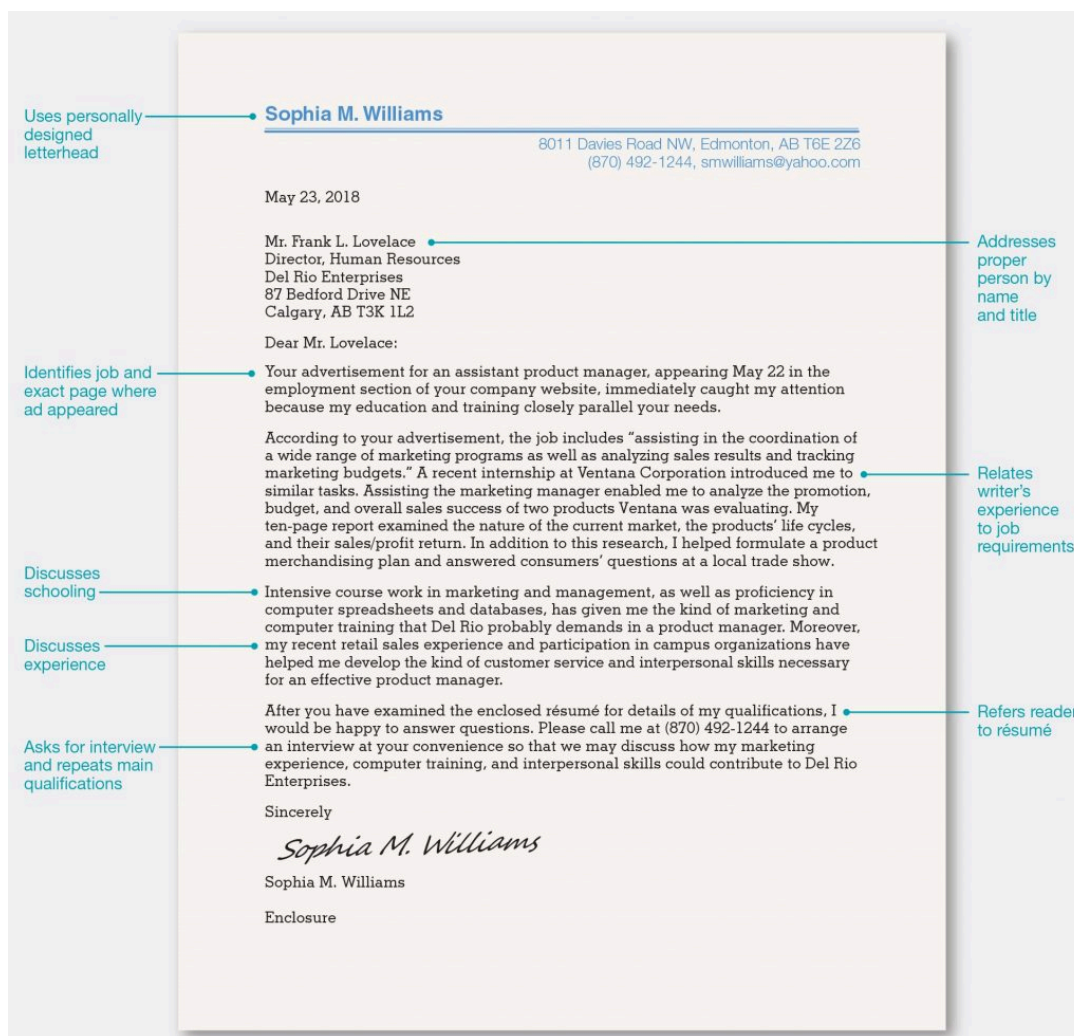 Uses personally
designed
letterhead
Sophia M. Williams
8011 Davies Road NW, Edmonton, AB T6E 2Z6
(870) 492-1244, smwilliams@yahoo.com
May 23, 2018
Mr. Frank L. Lovelace
Director, Human Resources
Del Rio Enterprises
87 Bedford Drive NE
Calgary, AB T3K 1L2
Addresses
proper
person by
name
and title
Dear Mr. Lovelace:
Identifies job and
exact page where
ad appeared
Your advertisement for an assistant product manager, appearing May 22 in the
employment section of your company website, immediately caught my attention
because my education and training closely parallel your needs.
According to your advertisement, the job includes “assisting in the coordination of
a wide range of marketing programs as well as analyzing sales results and tracking
marketing budgets.” A recent internship at Ventana Corporation introduced me to
similar tasks. Assisting the marketing manager enabled me to analyze the promotion,
budget, and overall sales success of two products Ventana was evaluating. My
ten-page report examined the nature of the current market, the products’ life cycles,
and their sales/profit return. In addition to this research, I helped formulate a product
merchandising plan and answered consumers’ questions at a local trade show.
Relates
writer’s
experience
to job
requirements
Discusses
schooling
Intensive course work in marketing and management, as well as proficiency in
computer spreadsheets and databases, has given me the kind of marketing and
computer training that Del Rio probably demands in a product manager. Moreover,
my recent retail sales experience and participation in campus organizations have
helped me develop the kind of customer service and interpersonal skills necessary
for an effective product manager.
Discusses
experience
After you have examined the enclosed résumé for details of my qualifications, I
would be happy to answer questions. Please call me at (870) 492-1244 to arrange
an interview at your convenience so that we may discuss how my marketing
experience, computer training, and interpersonal skills could contribute to Del Rio
Enterprises.
Refers reader
to résumé
Asks for interview
and repeats main
qualifications
Sincerely
Sophia M. Williams
Sophia M. Williams
Enclosure